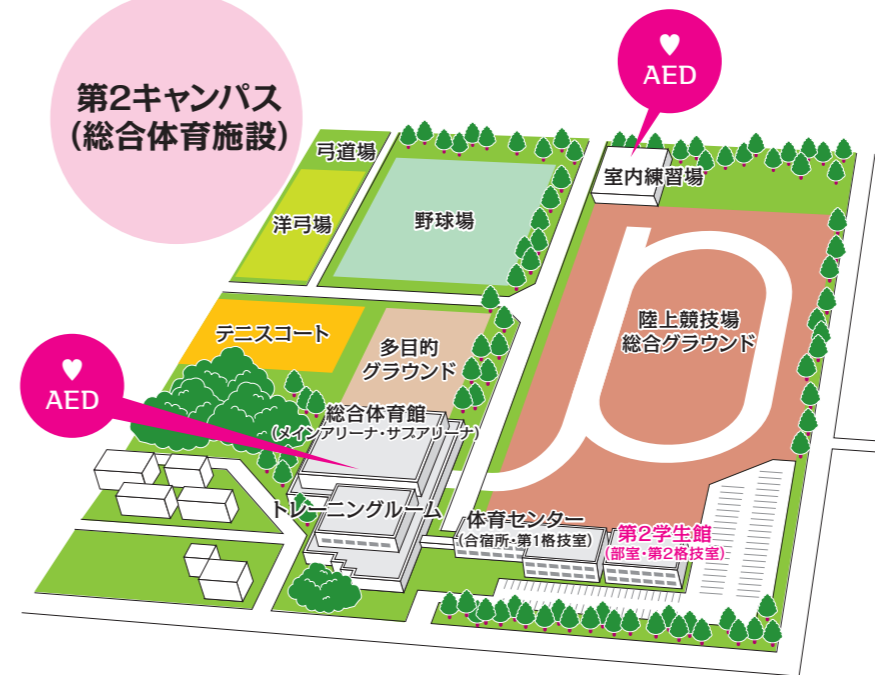 第2キャンパス
(総合体育施設)
♥
AED
弓道場
室内練習場
洋弓場
野球場
テニスコート
多目的
グラウンド
陸上競技場
総合グラウンド
♥
AED
総合体育館
(メインアリーナ・サブアリーナ)
トレーニングルーム
体育センター
(合宿所・第1格技室)
第2学生館
(部室・第2格技室)